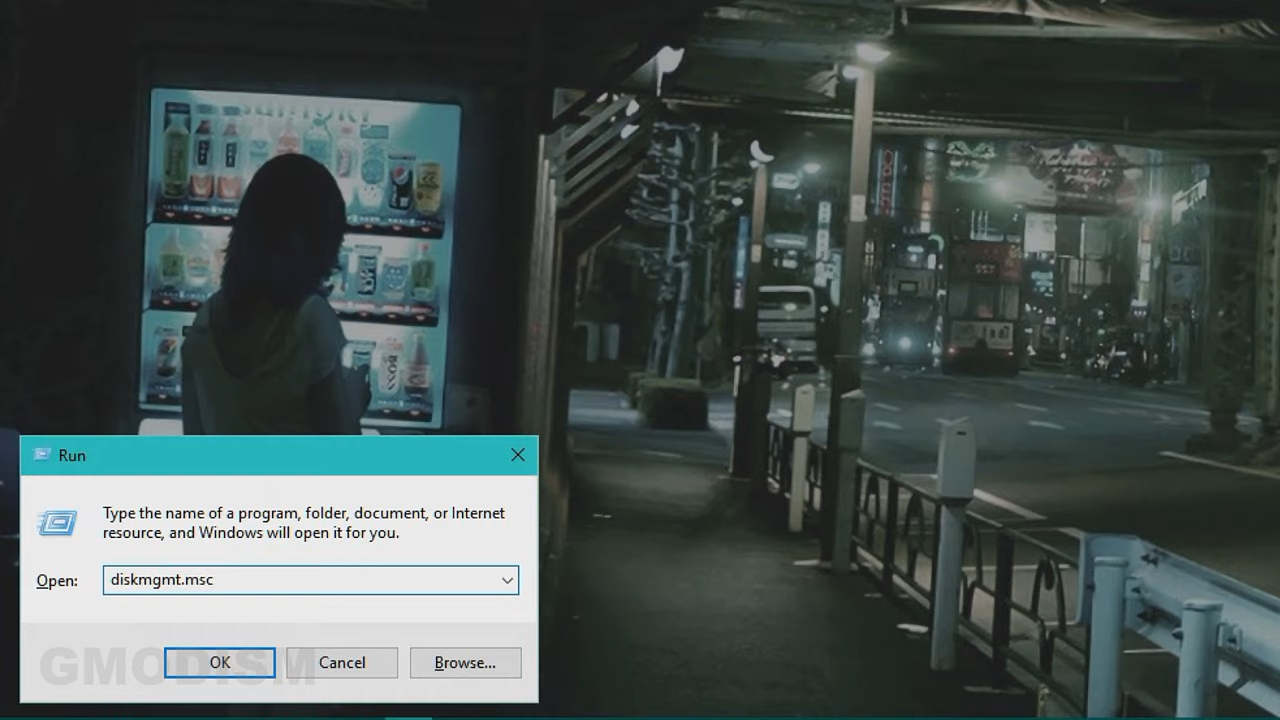 Run
Type the name of a program, folder, document, or Internet
resource, and Windows will open it for you.
Open:
diskmgmt.msc
OK
Cancel
Browse...
GMODISM